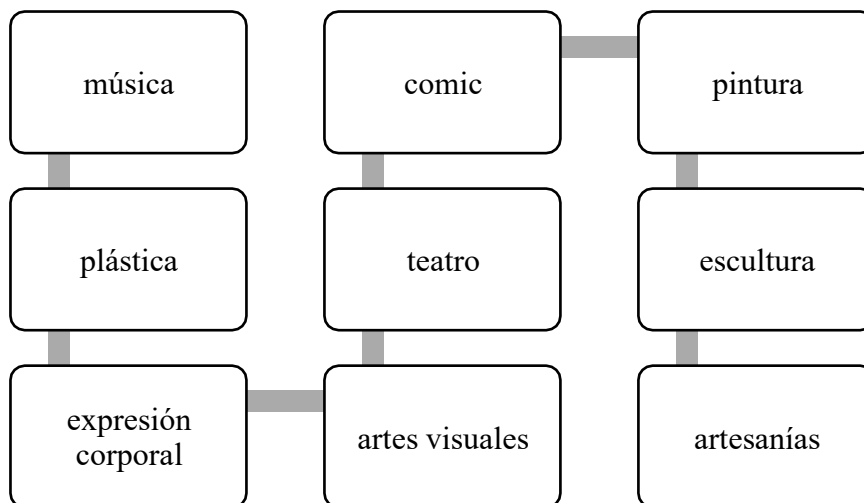 música
plástica
expresión
corporal
artes visuales
teatro
comic
pintura
escultura
artesanías